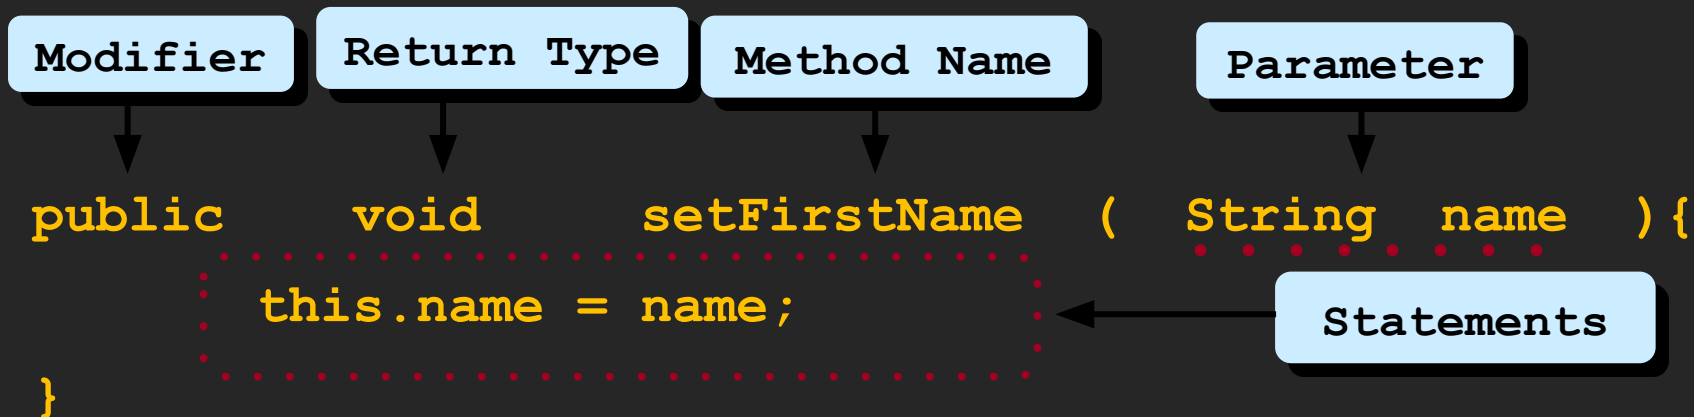 Modifier Return Type Method Name Parameter
public void setFirstName ( String name ){
this.name = name;
Statements
}